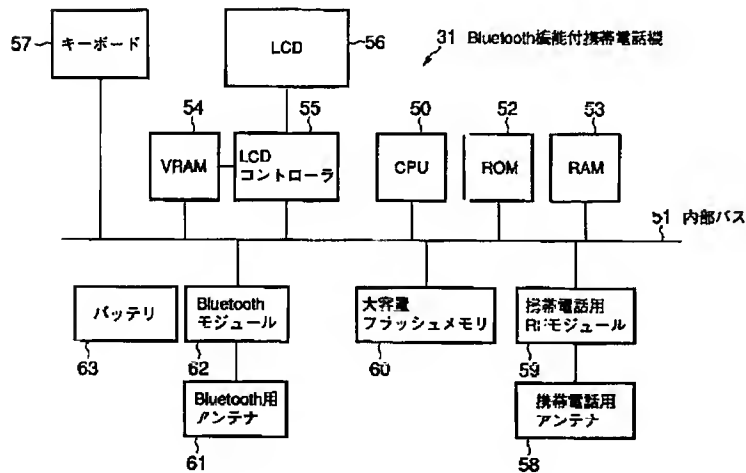 57
キーボード
LCD
56
31 Bluetooth機能付携帯電話機
54
VRAM
55
LCD
コントローラ
50
CPU
52
ROM
53
RAM
51 内部バス
バッテリ
63
Bluetooth
モジュール
62
大容量
フラッシュメモリ
60
携帯電話用
RFモジュール
59
Bluetooth用
アンテナ
61
携帯電話用
アンテナ
58